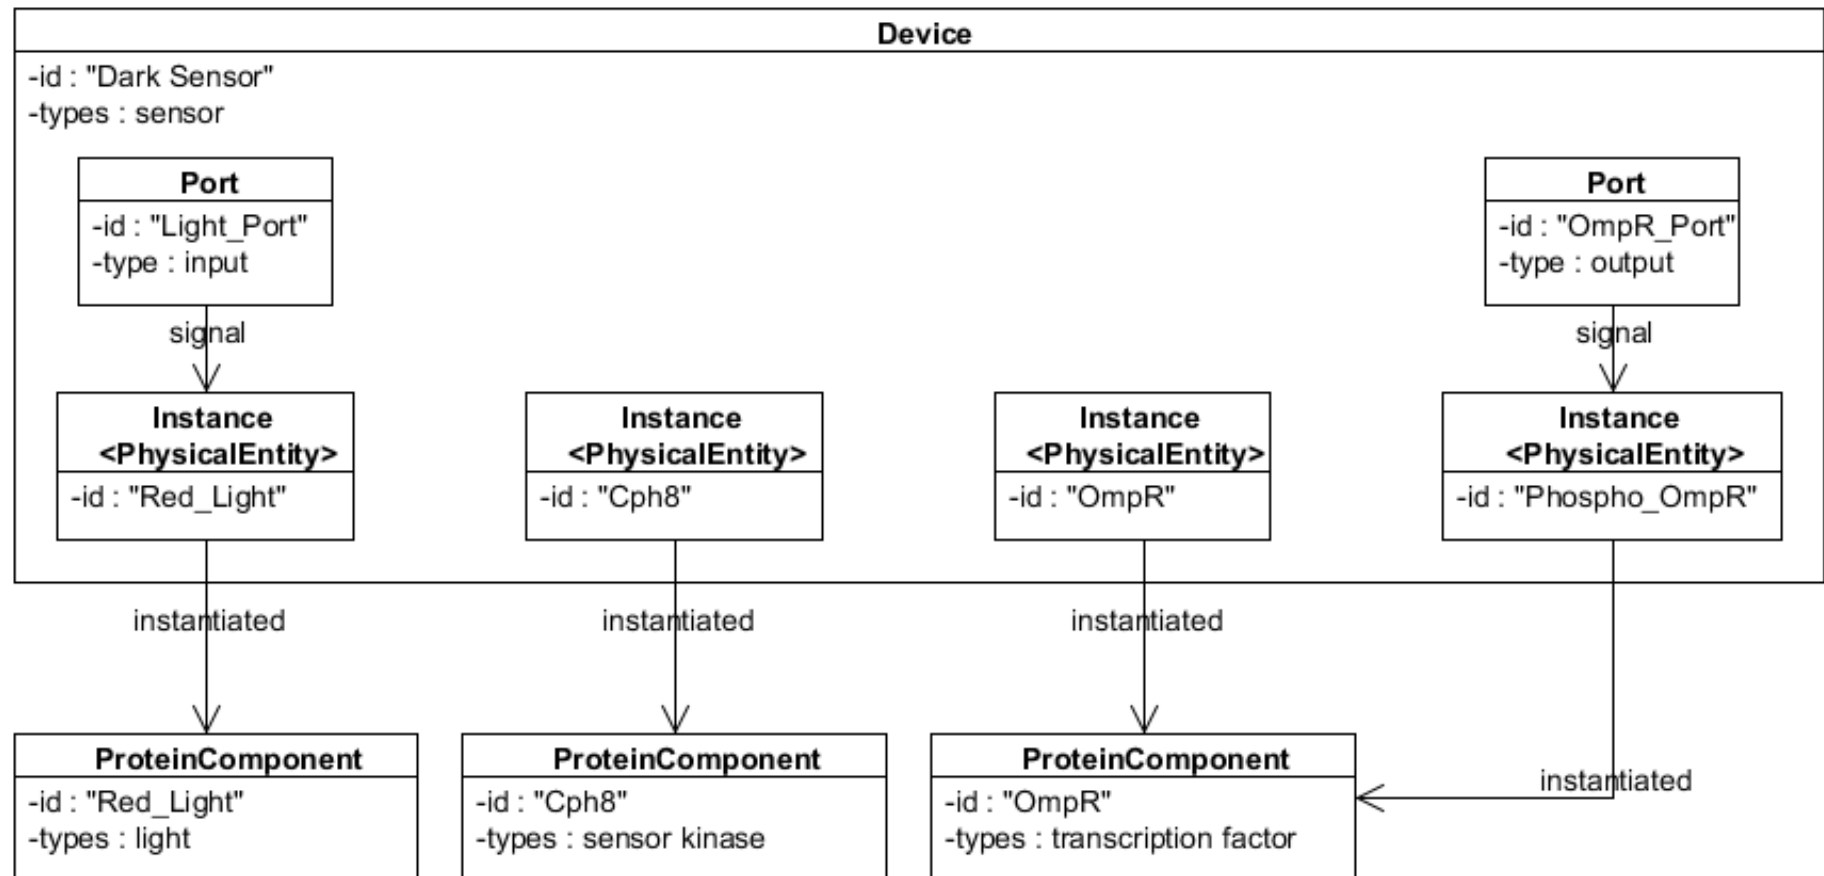 Device
-id : "Dark Sensor"
-types : sensor
Port
-id : "Light_Port"
-type : input
Port
-id : "OmpR_Port"
-type : output
signal
signal
Instance
<PhysicalEntity>
-id : "Red_Light"
Instance
<PhysicalEntity>
-id : "Cph8"
Instance
<PhysicalEntity>
-id : "OmpR"
Instance
<PhysicalEntity>
-id : "Phospho_OmpR"
instantiated
instantiated
instantiated
instantiated
ProteinComponent
-id : "Red_Light"
-types : light
ProteinComponent
-id : "Cph8"
-types : sensor kinase
ProteinComponent
-id : "OmpR"
-types : transcription factor